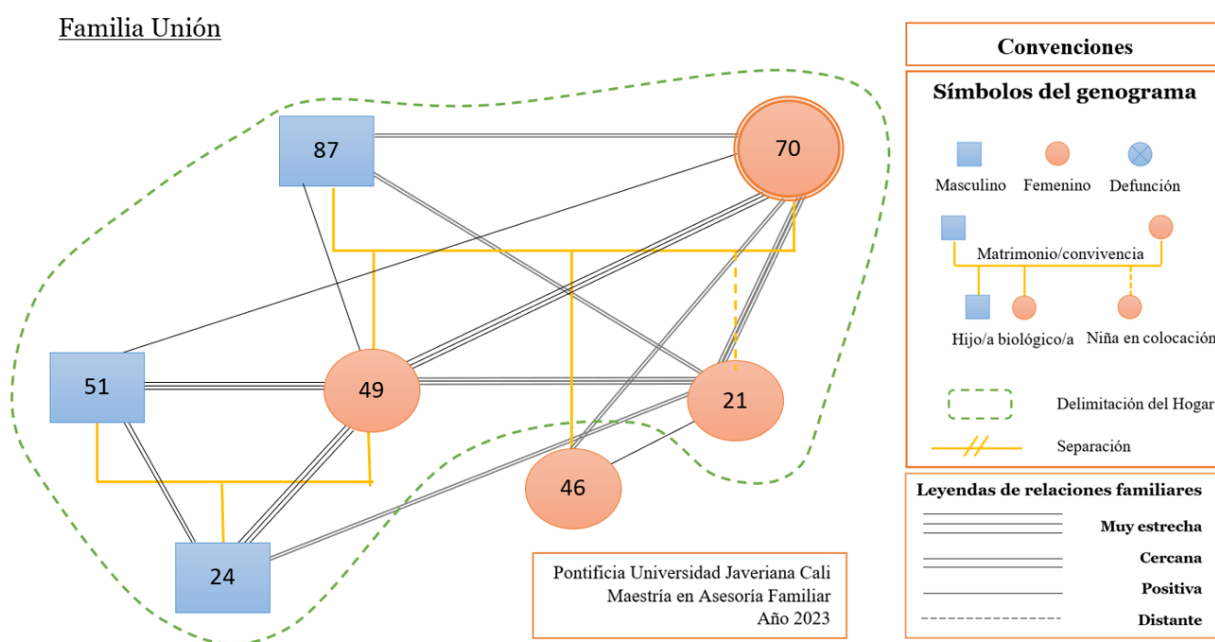 Familia Unión
87
70
51
49
21
46
24
Pontificia Universidad Javeriana Cali
Maestría en Asesoría Familiar
Año 2023
Convenciones
Símbolos del genograma
Masculino Femenino Defunción
Matrimonio/convivencia
Hijo/a biológico/a Niña en colocación
Delimitación del Hogar
Separación
Leyendas de relaciones familiares
Muy estrecha
Cercana
Positiva
Distante